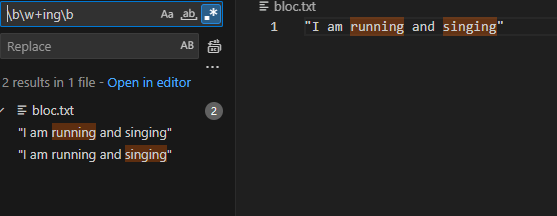 \b\w+ing\b
Aa ab .*
Replace AB
...
2 results in 1 file - Open in editor
bloc.txt 2
"I am running and singing"
"I am running and singing"
bloc.txt
1 "I am running and singing"